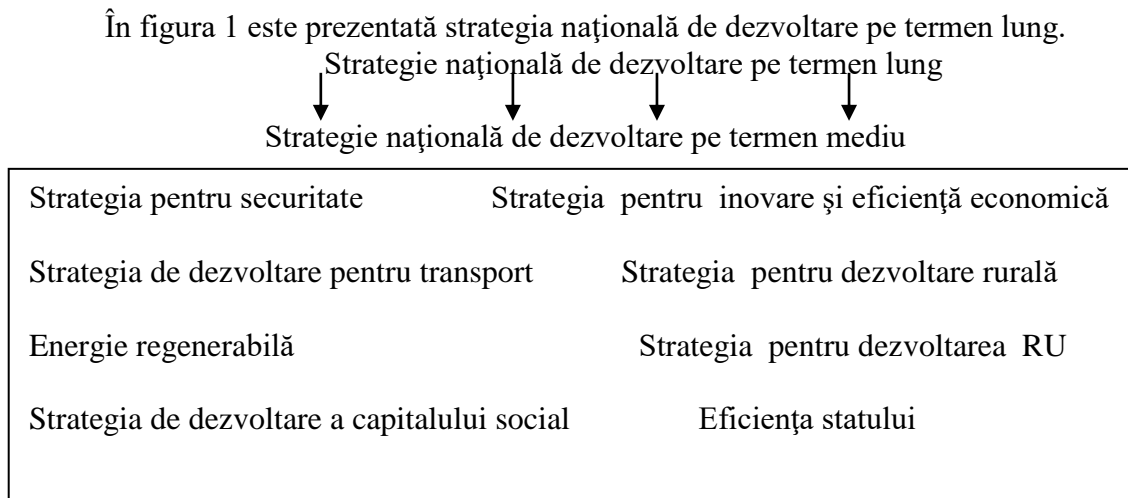 În figura 1 este prezentată strategia naţională de dezvoltare pe termen lung.
Strategie naţională de dezvoltare pe termen lung
Strategie naţională de dezvoltare pe termen mediu
Strategia pentru securitate Strategia pentru inovare şi eficienţă economică
Strategia de dezvoltare pentru transport Strategia pentru dezvoltare rurală
Energie regenerabilă Strategia pentru dezvoltarea RU
Strategia de dezvoltare a capitalului social Eficienţa statului